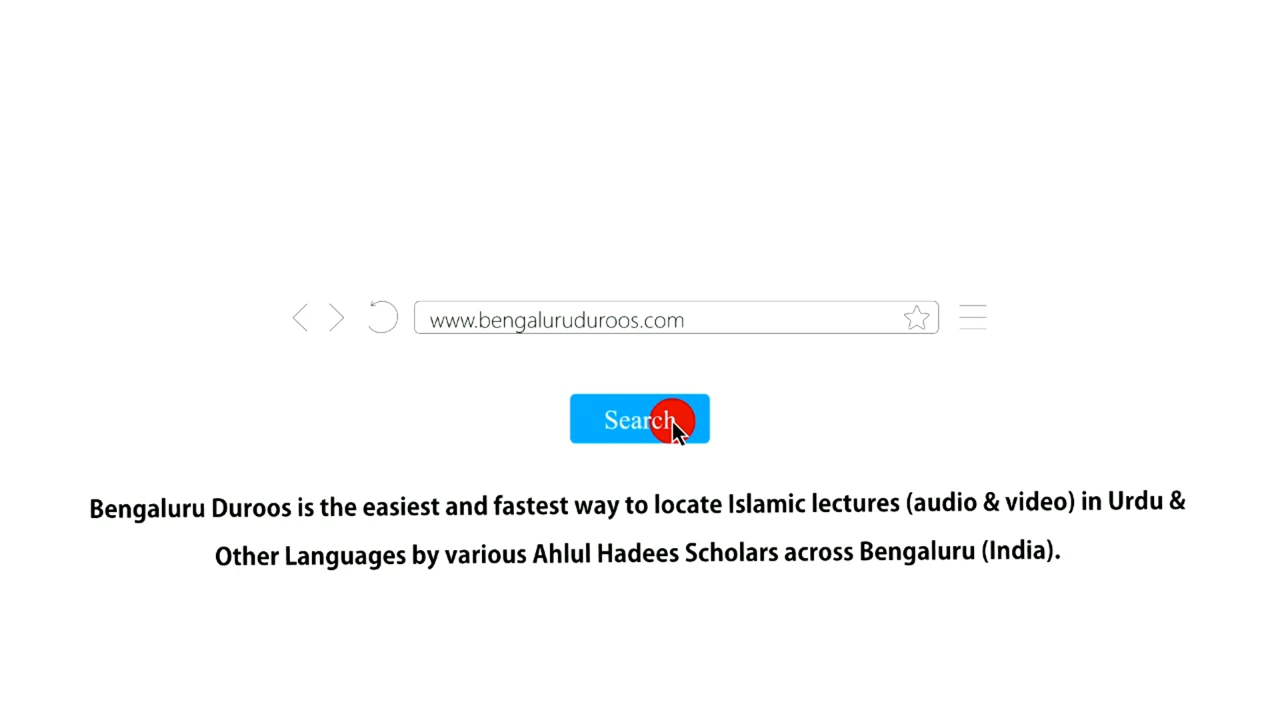 www.bengaluruduroos.com
Search
Bengaluru Duroos is the easiest and fastest way to locate Islamic lectures (audio & video) in Urdu &
Other Languages by various Ahlul Hadees Scholars across Bengaluru (India).